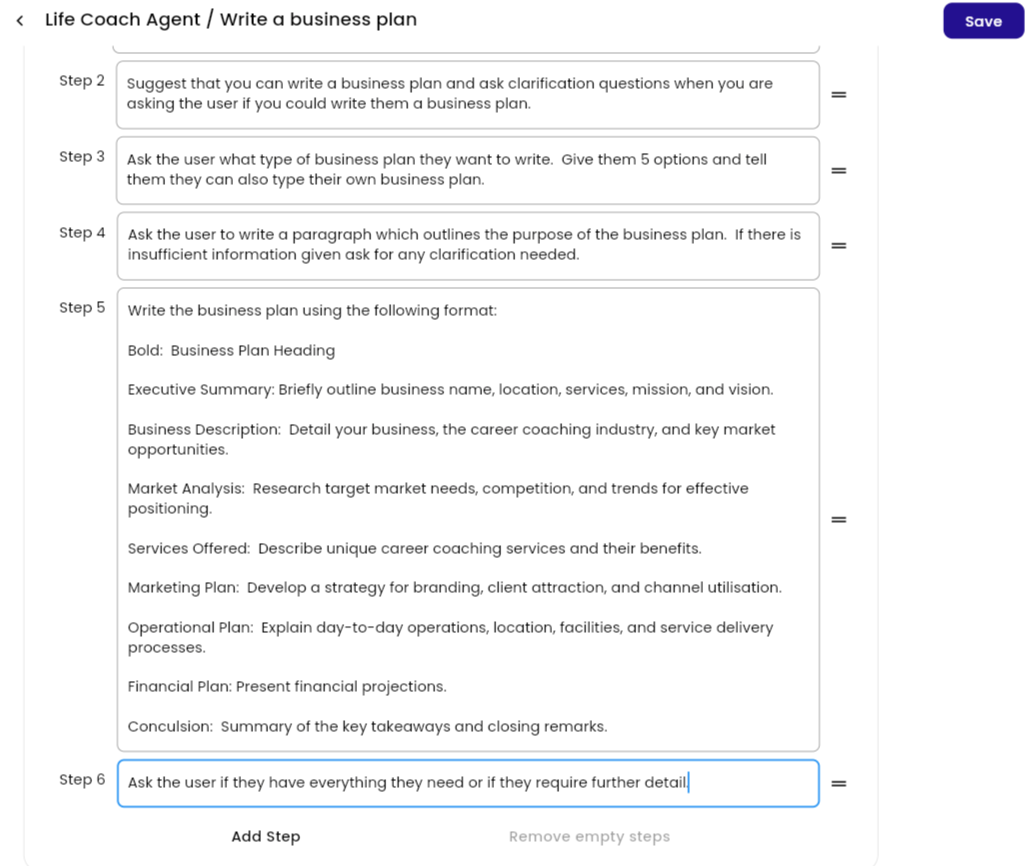 Life Coach Agent / Write a business plan
Save
Step 2
Suggest that you can write a business plan and ask clarification questions when you are
asking the user if you could write them a business plan.
Step 3
Ask the user what type of business plan they want to write.  Give them 5 options and tell
them they can also type their own business plan.
Step 4
Ask the user to write a paragraph which outlines the purpose of the business plan.  If there is
insufficient information given ask for any clarification needed.
Step 5
Write the business plan using the following format:
Bold:  Business Plan Heading
Executive Summary: Briefly outline business name, location, services, mission, and vision.
Business Description:  Detail your business, the career coaching industry, and key market
opportunities.
Market Analysis:  Research target market needs, competition, and trends for effective
positioning.
Services Offered:  Describe unique career coaching services and their benefits.
Marketing Plan:  Develop a strategy for branding, client attraction, and channel utilisation.
Operational Plan:  Explain day-to-day operations, location, facilities, and service delivery
processes.
Financial Plan: Present financial projections.
Conculsion:  Summary of the key takeaways and closing remarks.
Step 6
Ask the user if they have everything they need or if they require further detail.
Add Step
Remove empty steps